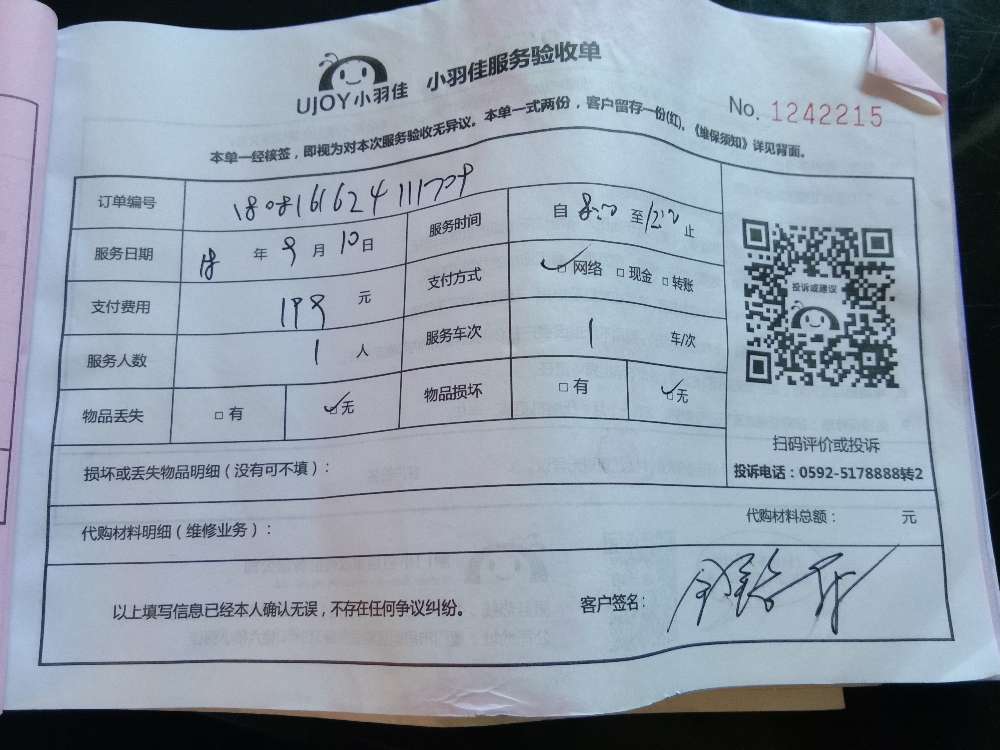 UJOY小羽佳 小羽佳服务验收单
No. 1242215
本单一经核签，即视为对本次服务验收无异议。本单一式两份，客户留存一份(红)。《维保须知》详见背面。
订单编号 服务时间 自 8:00 至 12:00 止
服务日期 18 年 9 月 10 日 支付方式 网络 现金 转账
支付费用 199 元 服务车次 1 车/次
服务人数 1 人 物品损坏 有 无
物品丢失 有 无
投诉或建议
扫码评价或投诉
投诉电话：0592-5178888转2
损坏或丢失物品明细（没有可不填）：
代购材料明细（维修业务）： 代购材料总额： 元
以上填写信息已经本人确认无误，不存在任何争议纠纷。 客户签名：